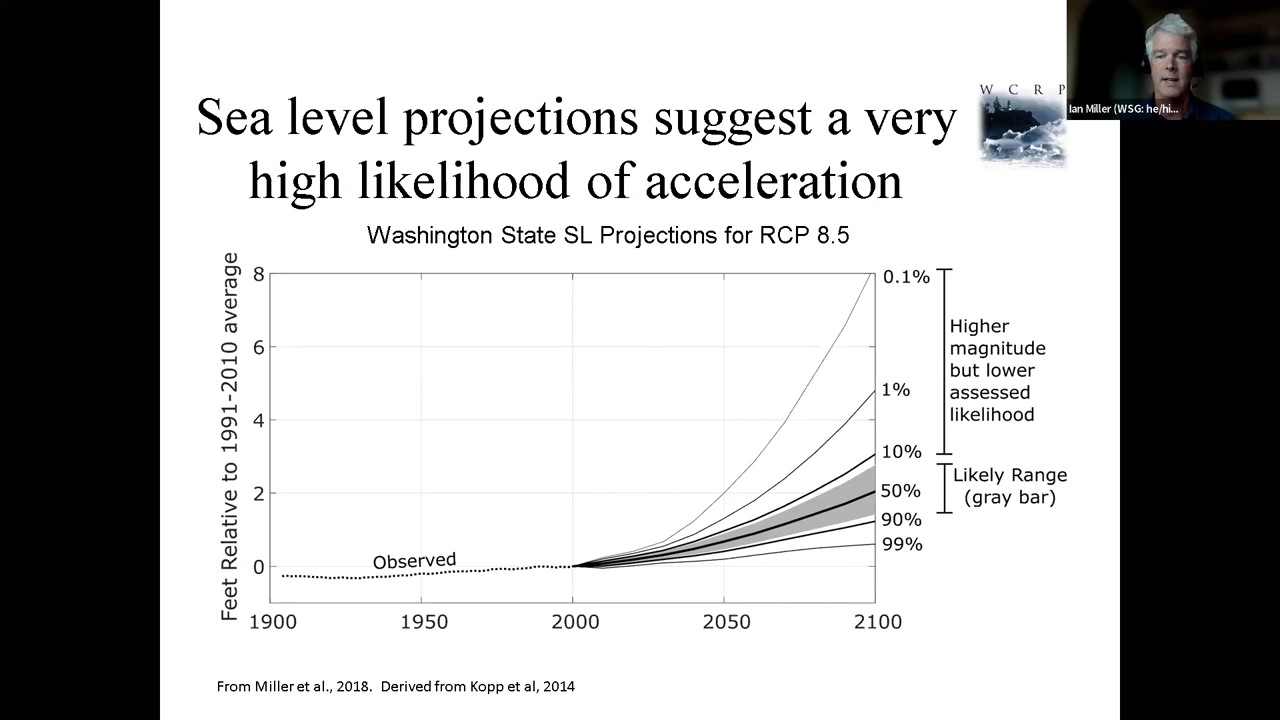 Sea level projections suggest a very
high likelihood of acceleration
W C R P
Ian Miller (WSG: he/hi...
Washington State SL Projections for RCP 8.5
Feet Relative to 1991-2010 average
8
6
4
2
0
Observed
1900
1950
2000
2050
2100
0.1%
1%
10%
50%
90%
99%
Higher
magnitude
but lower
assessed
likelihood
Likely Range
(gray bar)
From Miller et al., 2018. Derived from Kopp et al, 2014